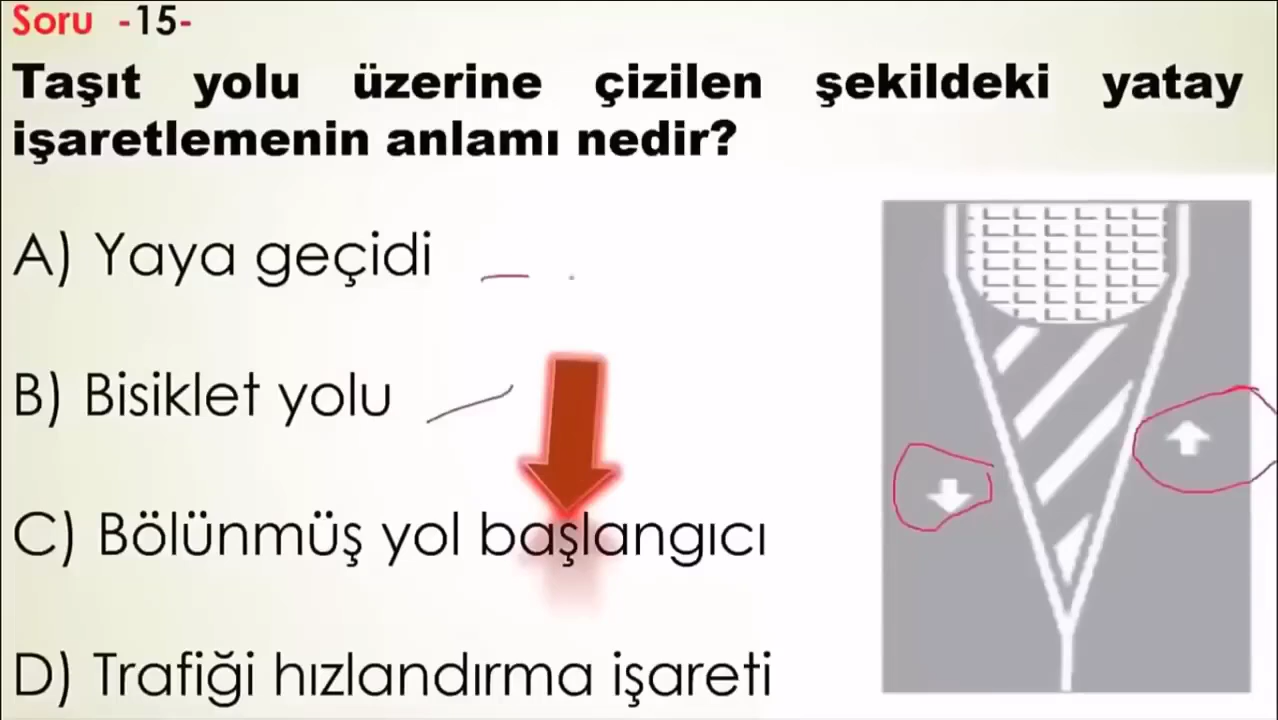 Soru -15-
Taşıt yolu üzerine çizilen şekildeki yatay
işaretlemenin anlamı nedir?
A) Yaya geçidi
B) Bisiklet yolu
C) Bölünmüş yol başlangıcı
D) Trafiği hızlandırma işareti